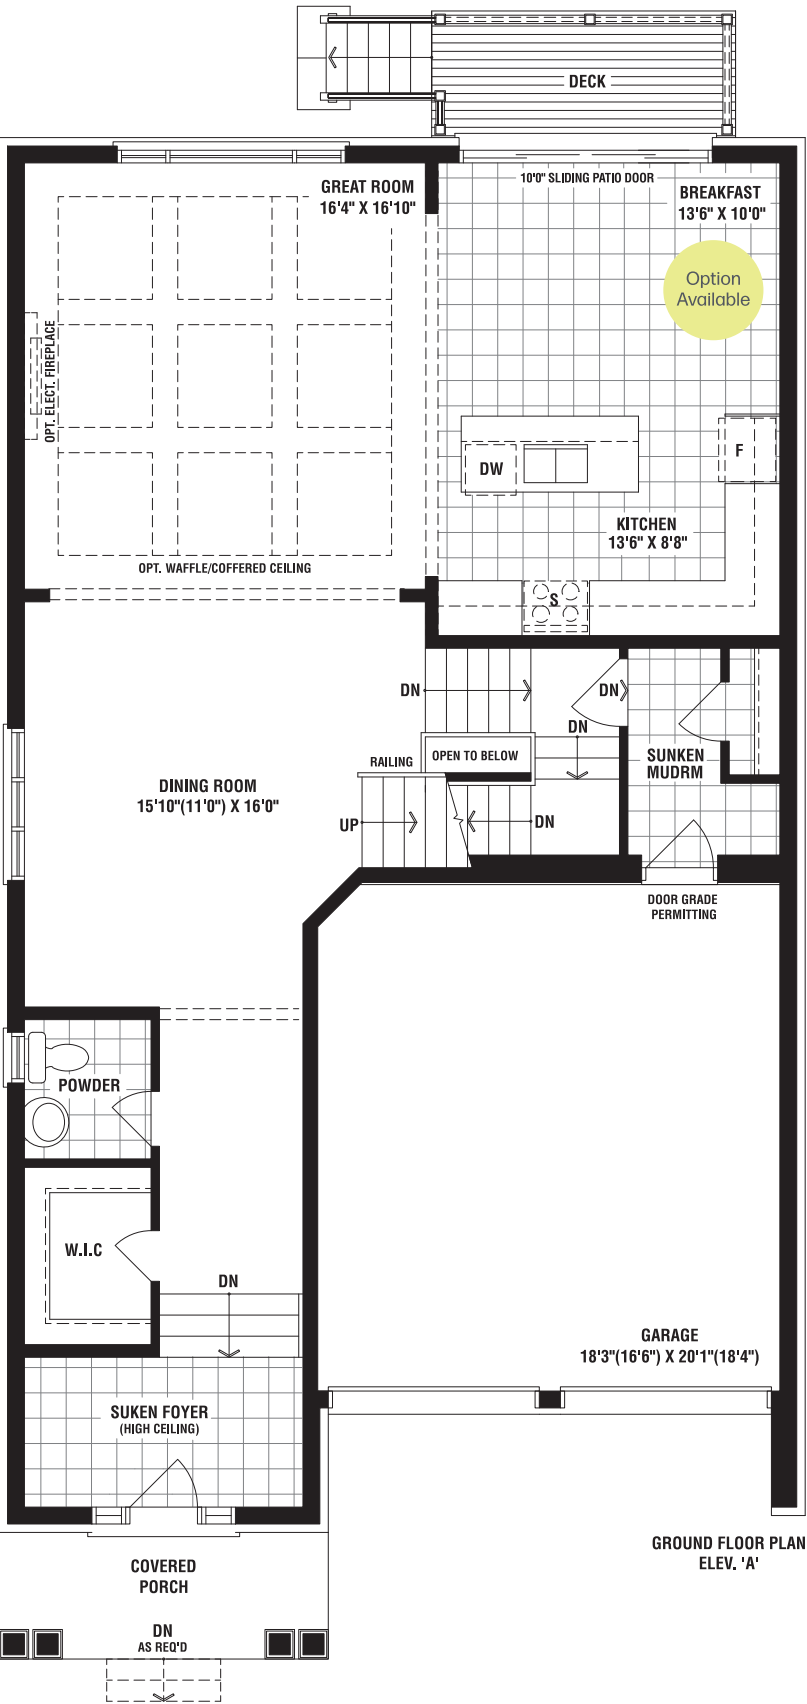 DECK
10'0" SLIDING PATIO DOOR
GREAT ROOM
16'4" X 16'10"
BREAKFAST
13'6" X 10'0"
Option
Available
OPT. ELECT. FIREPLACE
F
DW
KITCHEN
13'6" X 8'8"
OPT. WAFFLE/COFFERED CEILING
S
DN
DN
DN
OPEN TO BELOW
SUNKEN
MUDRM
RAILING
DINING ROOM
15'10"(11'0") X 16'0"
UP
DN
DOOR GRADE
PERMITTING
POWDER
W.I.C
DN
GARAGE
18'3"(16'6") X 20'1"(18'4")
SUKEN FOYER
(HIGH CEILING)
GROUND FLOOR PLAN
ELEV. 'A'
COVERED
PORCH
DN
AS REQ'D